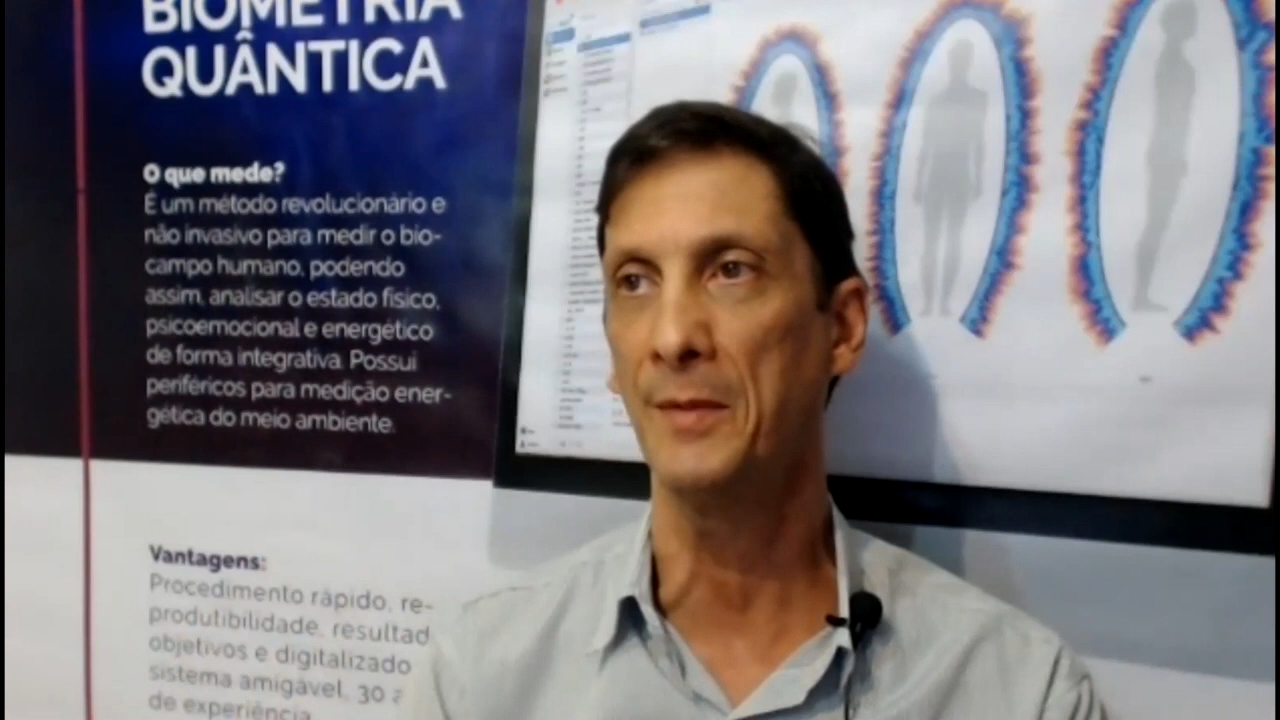 BIOMETRIA
QUÂNTICA
O que mede?
É um método revolucionário e
não invasivo para medir o bio-
campo humano, podendo
assim, analisar o estado físico,
psicoemocional e energético
de forma integrativa. Possui
periféricos para medição ener-
gética do meio ambiente.
Vantagens:
Procedimento rápido, re-
produtibilidade, resultad
objetivos e digitalizado
sistema amigável, 30 a
de experiência